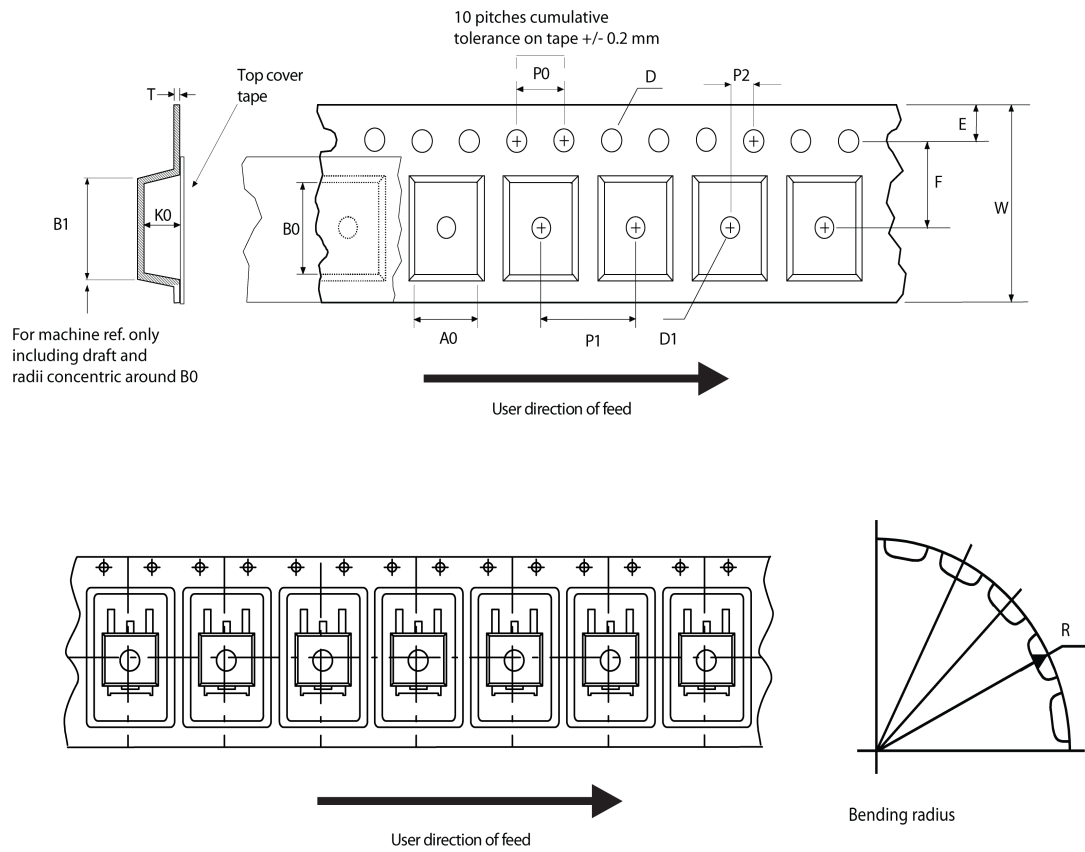 10 pitches cumulative
tolerance on tape +/- 0.2 mm
Top cover
tape
T
P0
D
P2
E
F
W
B1
K0
B0
For machine ref. only
including draft and
radii concentric around B0
A0
P1
D1
User direction of feed
R
Bending radius
User direction of feed